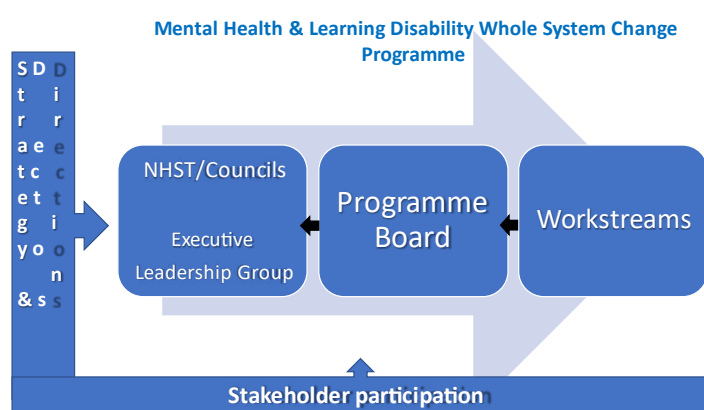 Mental Health & Learning Disability Whole System Change
Programme
Strategy & Directions
NHST/Councils
Executive
Leadership Group
Programme
Board
Workstreams
Stakeholder participation